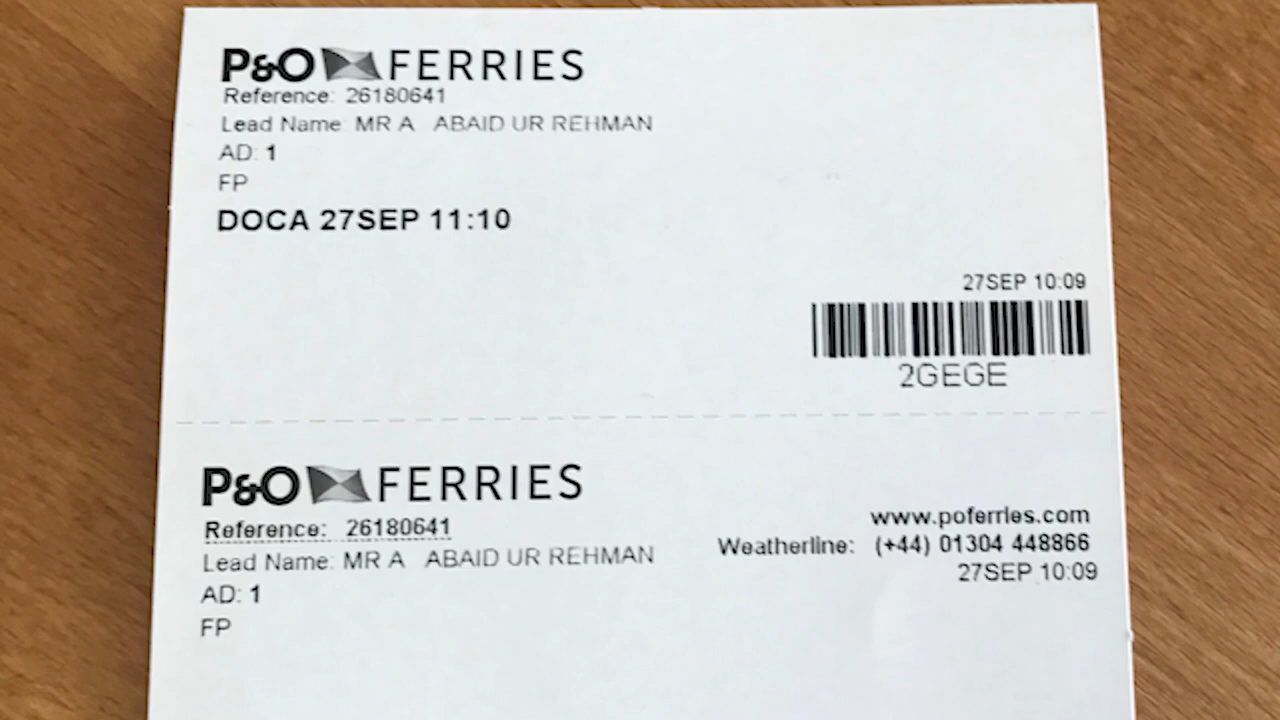 P&O FERRIES
Reference: 26180641
Lead Name: MR A ABAID UR REHMAN
AD: 1
FP
DOCA 27SEP 11:10
27SEP 10:09
2GEGE
P&O FERRIES
Reference: 26180641
Lead Name: MR A ABAID UR REHMAN
AD: 1
FP
www.poferries.com
Weatherline: (+44) 01304 448866
27SEP 10:09